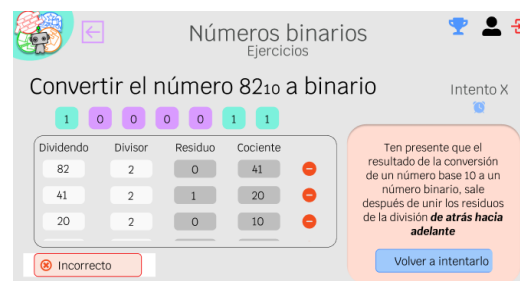 Números binarios
Ejercicios
Convertir el número 82₁₀ a binario
Intento X
1 0 0 0 0 1 1
Dividendo Divisor Residuo Cociente
82 2 0 41
41 2 1 20
20 2 0 10
Ten presente que el
resultado de la conversión
de un número base 10 a un
número binario, sale
después de unir los residuos
de la división de atrás hacia
adelante
Volver a intentarlo
Incorrecto